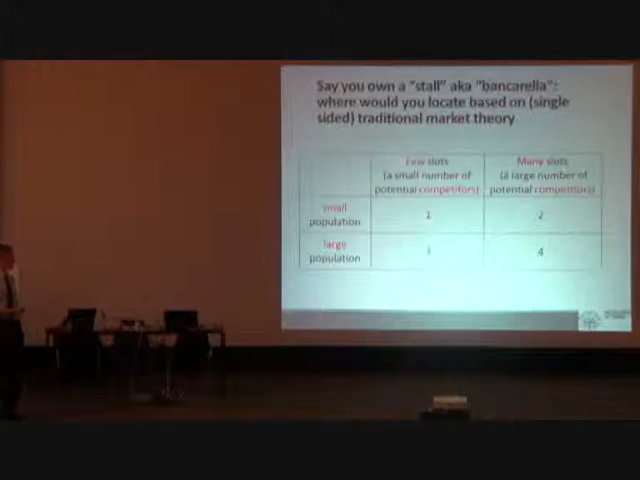 Say you own a "stall" aka "bancarella":
where would you locate based on (single
sided) traditional market theory
Few slots
(a small number of
potential competitors)
Many slots
(a large number of
potential competitors)
small
population
1
2
large
population
4